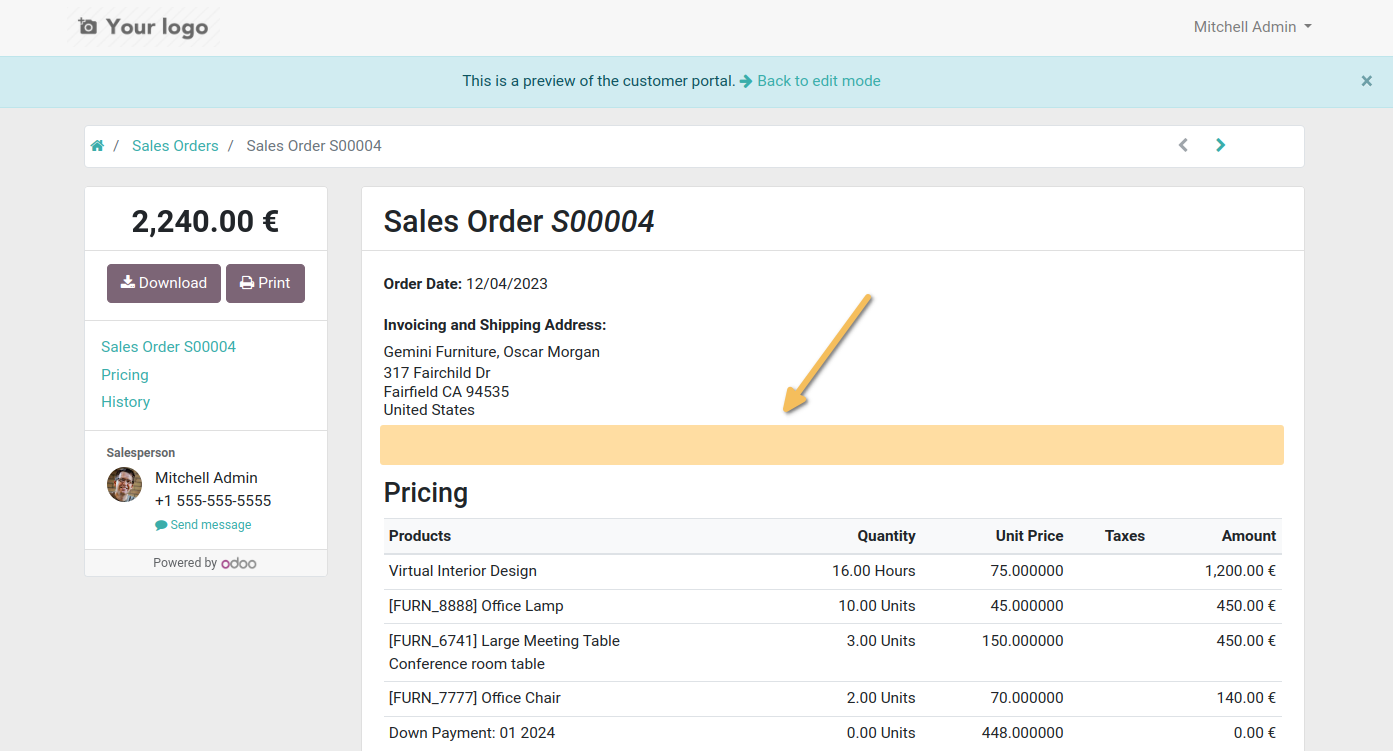 Your logo
Mitchell Admin
This is a preview of the customer portal. Back to edit mode ×
/ Sales Orders / Sales Order S00004
2,240.00 €
Download Print
Sales Order S00004
Pricing
History
Salesperson
Mitchell Admin
+1 555-555-5555
Send message
Powered by odoo
Sales Order S00004
Order Date: 12/04/2023
Invoicing and Shipping Address:
Gemini Furniture, Oscar Morgan
317 Fairchild Dr
Fairfield CA 94535
United States
Pricing
Products Quantity Unit Price Taxes Amount
Virtual Interior Design 16.00 Hours 75.000000 1,200.00 €
[FURN_8888] Office Lamp 10.00 Units 45.000000 450.00 €
[FURN_6741] Large Meeting Table 3.00 Units 150.000000 450.00 €
Conference room table
[FURN_7777] Office Chair 2.00 Units 70.000000 140.00 €
Down Payment: 01 2024 0.00 Units 448.000000 0.00 €